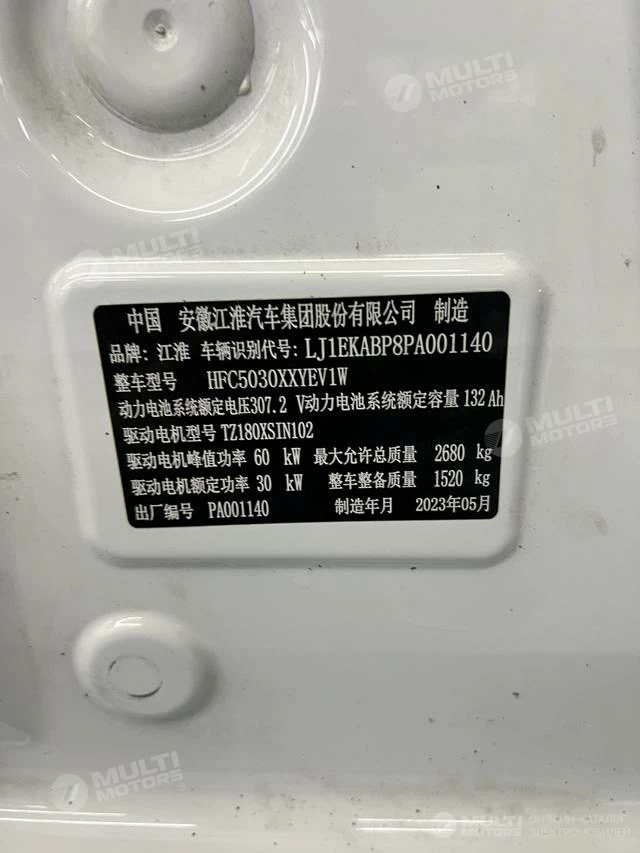 MULTI
MOTORS®
MULTI
MOTORS
中国 安徽江淮汽车集团股份有限公司 制造
品牌: 江淮 车辆识别代号: LJ1EKABP8PA001140
整车型号 HFC5030XXYEV1W
动力电池系统额定电压307.2 V动力电池系统额定容量 132 Ah
驱动电机型号 TZ180XSIN102
驱动电机峰值功率 60 kW 最大允许总质量 2680 kg
驱动电机额定功率 30 kW 整车整备质量 1520 kg
出厂编号 PA001140 制造年月 2023年05月
MULTI
MOTORS®
MULTI
MOTORS
ОНЛАЙН-КАТАЛОГ
ЭЛЕКТРОМОБИЛЕЙ